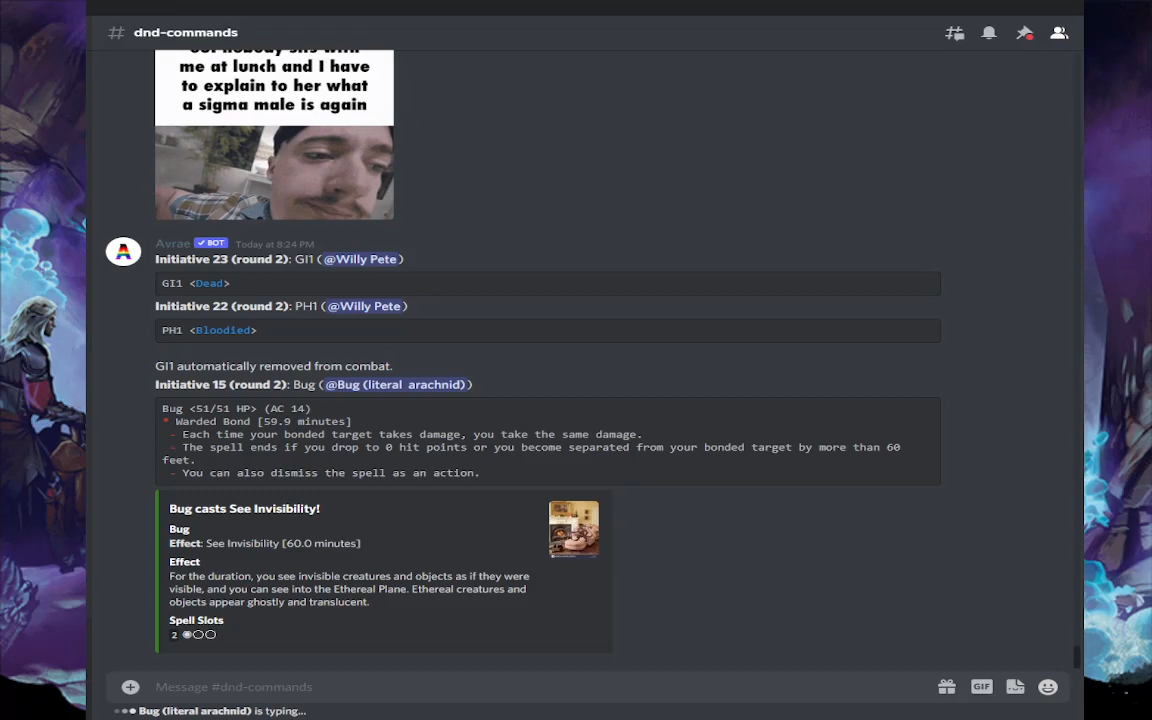 # dnd-commands
me at lunch and I have
to explain to her what
a sigma male is again
A
Avrae ✓ BOT Today at 8:24 PM
Initiative 23 (round 2): GI1 ( @Willy Pete )
GI1 <Dead>
Initiative 22 (round 2): PH1 ( @Willy Pete )
PH1 <Bloodied>
GI1 automatically removed from combat.
Initiative 15 (round 2): Bug ( @Bug (literal arachnid) )
Bug <51/51 HP> (AC 14)
* Warded Bond [59.9 minutes]
- Each time your bonded target takes damage, you take the same damage.
- The spell ends if you drop to 0 hit points or you become separated from your bonded target by more than 60
feet.
- You can also dismiss the spell as an action.
Bug casts See Invisibility!
Bug
Effect: See Invisibility [60.0 minutes]
Effect
For the duration, you see invisible creatures and objects as if they were
visible, and you can see into the Ethereal Plane. Ethereal creatures and
objects appear ghostly and translucent.
Spell Slots
2 ◉〇〇
Message #dnd-commands
GIF
Bug (literal arachnid) is typing...